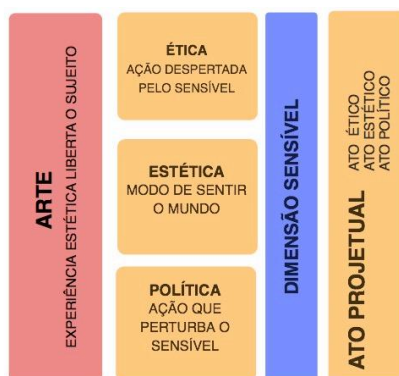 ARTE
EXPERIÊNCIA ESTÉTICA LIBERTA O SUJEITO
ÉTICA
AÇÃO DESPERTADA
PELO SENSÍVEL
ESTÉTICA
MODO DE SENTIR
O MUNDO
POLÍTICA
AÇÃO QUE
PERTURBA O
SENSÍVEL
DIMENSÃO SENSÍVEL
ATO PROJETUAL
ATO ÉTICO
ATO ESTÉTICO
ATO POLÍTICO